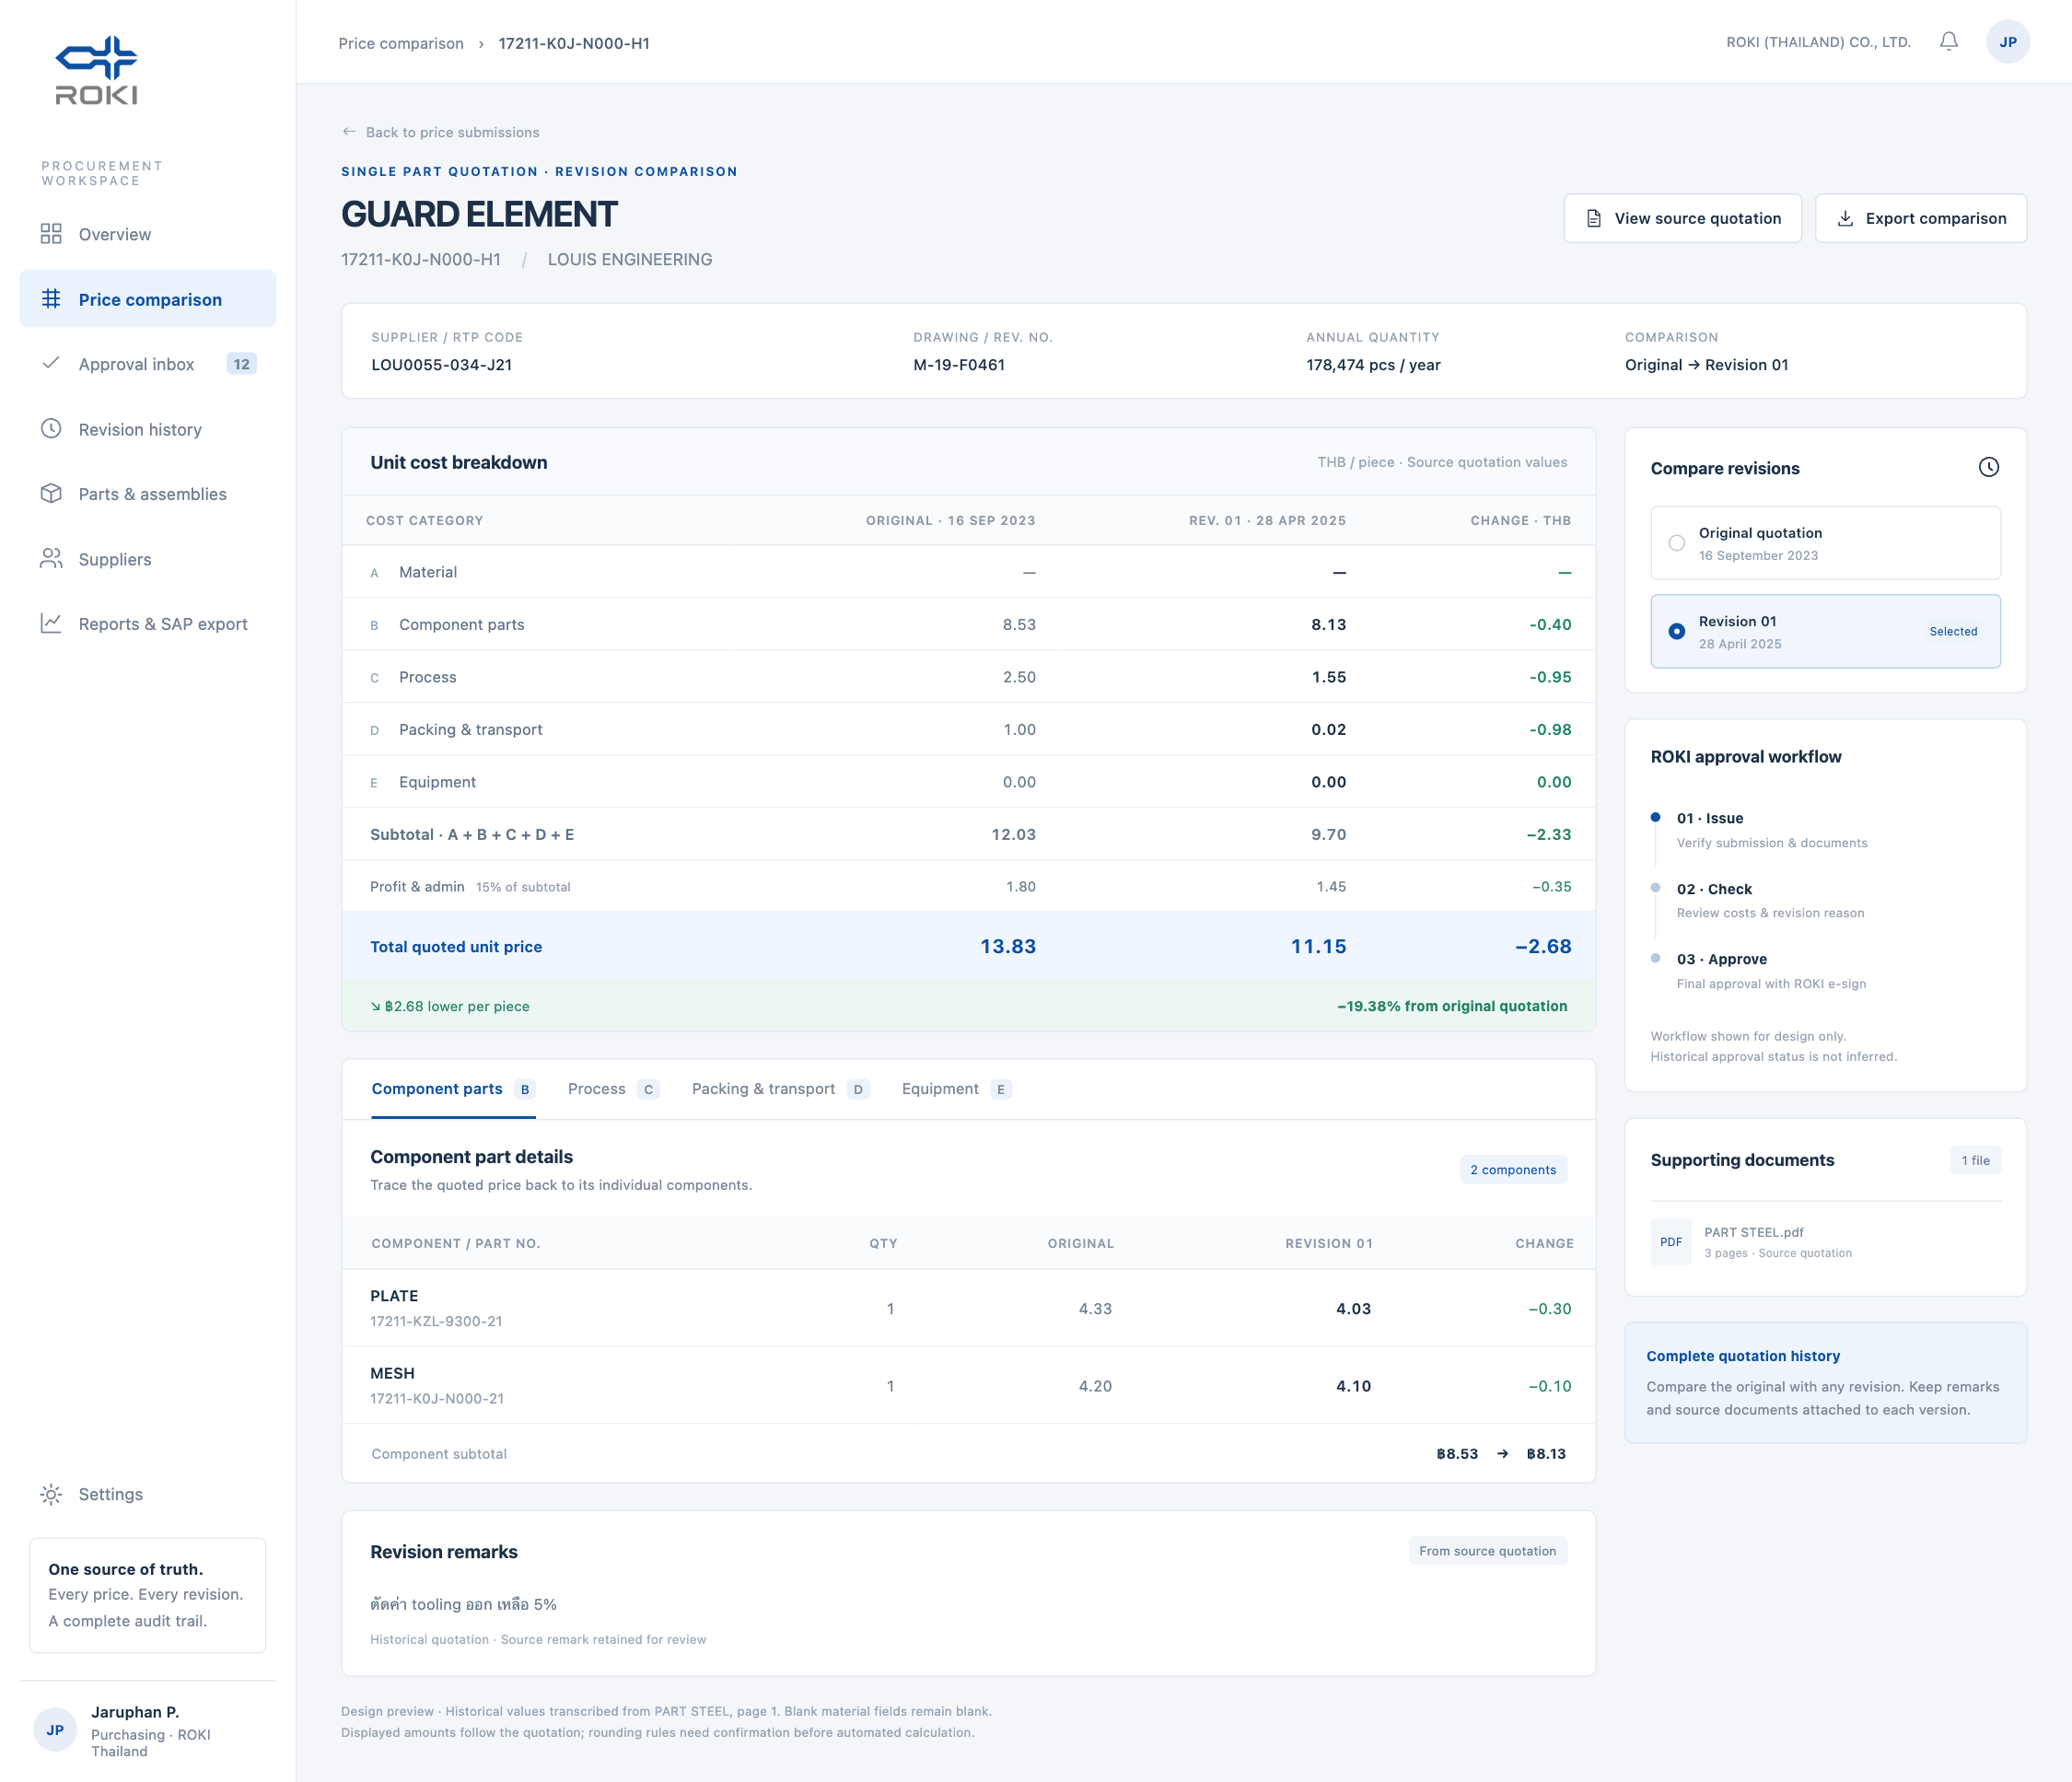 ROKI
PROCUREMENT
WORKSPACE
Overview
Price comparison
Approval inbox 12
Revision history
Parts & assemblies
Suppliers
Reports & SAP export
Settings
One source of truth.
Every price. Every revision.
A complete audit trail.
JP
Jaruphan P.
Purchasing · ROKI
Thailand
Price comparison › 17211-K0J-N000-H1
ROKI (THAILAND) CO., LTD.
JP
← Back to price submissions
SINGLE PART QUOTATION · REVISION COMPARISON
GUARD ELEMENT
17211-K0J-N000-H1 / LOUIS ENGINEERING
View source quotation
Export comparison
SUPPLIER / RTP CODE
LOU0055-034-J21
DRAWING / REV. NO.
M-19-F0461
ANNUAL QUANTITY
178,474 pcs / year
COMPARISON
Original → Revision 01
Unit cost breakdown
THB / piece · Source quotation values
COST CATEGORY ORIGINAL · 16 SEP 2023 REV. 01 · 28 APR 2025 CHANGE · THB
A Material — — —
B Component parts 8.53 8.13 -0.40
C Process 2.50 1.55 -0.95
D Packing & transport 1.00 0.02 -0.98
E Equipment 0.00 0.00 0.00
Subtotal · A + B + C + D + E 12.03 9.70 −2.33
Profit & admin 15% of subtotal 1.80 1.45 −0.35
Total quoted unit price 13.83 11.15 −2.68
↘ ฿2.68 lower per piece −19.38% from original quotation
Component parts B Process C Packing & transport D Equipment E
Component part details
Trace the quoted price back to its individual components.
2 components
COMPONENT / PART NO. QTY ORIGINAL REVISION 01 CHANGE
PLATE
17211-KZL-9300-21
1 4.33 4.03 −0.30
MESH
17211-K0J-N000-21
1 4.20 4.10 −0.10
Component subtotal ฿8.53 → ฿8.13
Revision remarks
From source quotation
ตัดค่า tooling ออก เหลือ 5%
Historical quotation · Source remark retained for review
Design preview · Historical values transcribed from PART STEEL, page 1. Blank material fields remain blank.
Displayed amounts follow the quotation; rounding rules need confirmation before automated calculation.
Compare revisions
Original quotation
16 September 2023
Revision 01
28 April 2025
Selected
ROKI approval workflow
01 · Issue
Verify submission & documents
02 · Check
Review costs & revision reason
03 · Approve
Final approval with ROKI e-sign
Workflow shown for design only.
Historical approval status is not inferred.
Supporting documents
1 file
PDF
PART STEEL.pdf
3 pages · Source quotation
Complete quotation history
Compare the original with any revision. Keep remarks
and source documents attached to each version.